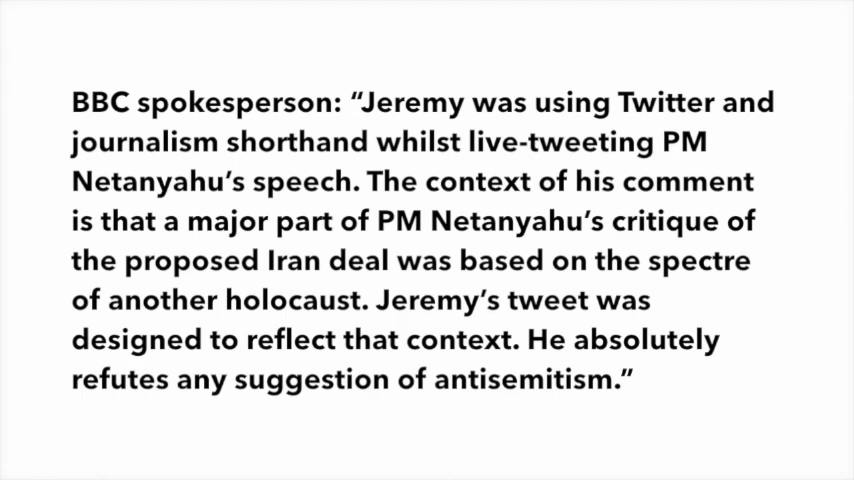 BBC spokesperson: “Jeremy was using Twitter and
journalism shorthand whilst live-tweeting PM
Netanyahu’s speech. The context of his comment
is that a major part of PM Netanyahu’s critique of
the proposed Iran deal was based on the spectre
of another holocaust. Jeremy’s tweet was
designed to reflect that context. He absolutely
refutes any suggestion of antisemitism.”